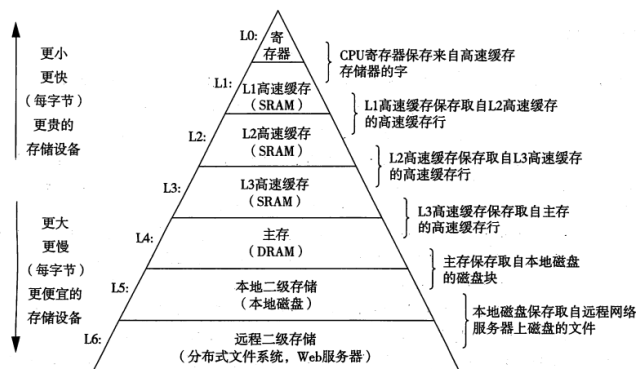 更小
更快
（每字节）
更贵的
存储设备
更大
更慢
（每字节）
更便宜的
存储设备
L0:
寄
存器
CPU寄存器保存来自高速缓存
存储器的字
L1:
L1高速缓存
（SRAM）
L1高速缓存保存取自L2高速缓存
的高速缓存行
L2:
L2高速缓存
（SRAM）
L2高速缓存保存取自L3高速缓存
的高速缓存行
L3:
L3高速缓存
（SRAM）
L3高速缓存保存取自主存
的高速缓存行
L4:
主存
（DRAM）
主存保存取自本地磁盘
的磁盘块
L5:
本地二级存储
（本地磁盘）
本地磁盘保存取自远程网络
服务器上磁盘的文件
L6:
远程二级存储
（分布式文件系统，Web服务器）